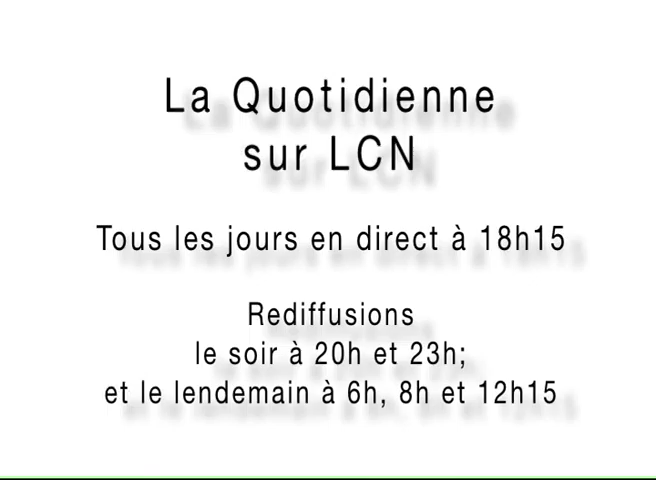 La Quotidienne
sur LCN
Tous les jours en direct à 18h15
Rediffusions
le soir à 20h et 23h;
et le lendemain à 6h, 8h et 12h15